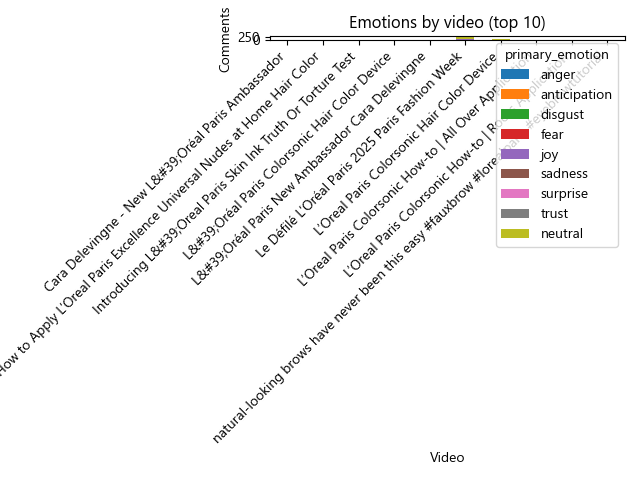 Emotions by video (top 10)
Comments
250
0
Cara Delevingne - New L&#39;Oréal Paris Ambassador
How to Apply L'Oreal Paris Excellence Universal Nudes at Home Hair Color
Introducing L&#39;Oreal Paris Skin Ink Truth Or Torture Test
L&#39;Oréal Paris Colorsonic Hair Color Device
L&#39;Oréal Paris New Ambassador Cara Delevingne
Le Défilé L'Oréal Paris 2025 Paris Fashion Week
L'Oreal Paris Colorsonic Hair Color Device
L'Oreal Paris Colorsonic How-to | All Over Application
L'Oreal Paris Colorsonic How-to | Root Application
natural-looking brows have never been this easy #fauxbrow #lorealparis #eyebrowtutorial
Video
primary_emotion
anger
anticipation
disgust
fear
joy
sadness
surprise
trust
neutral